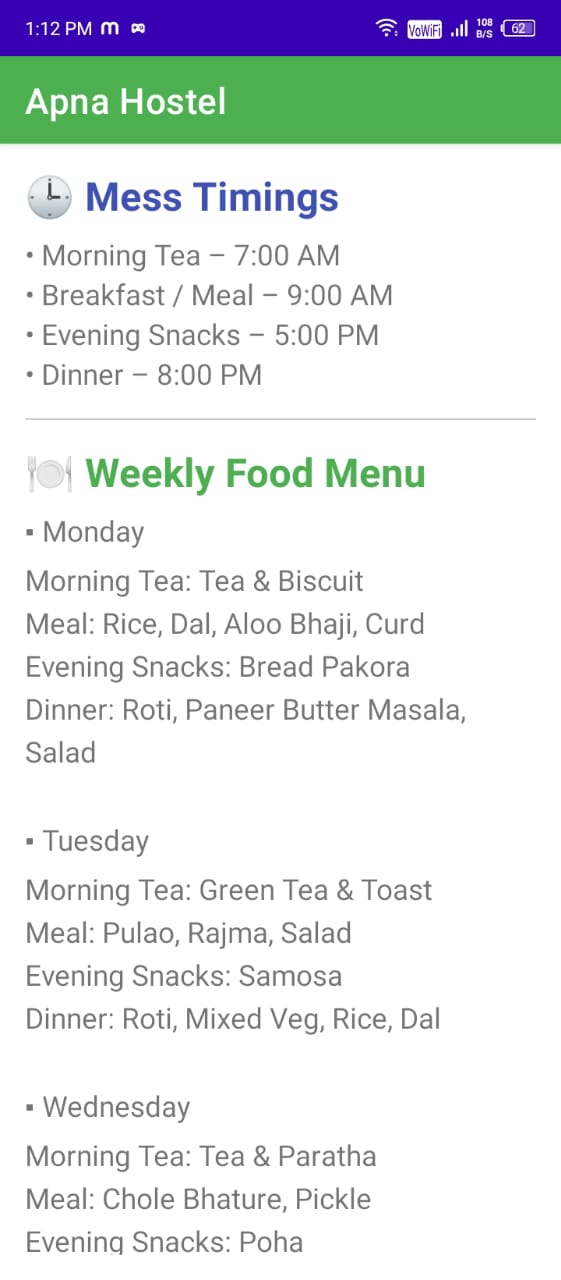 1:12 PM m
VoWiFi 108 B/S 62
Apna Hostel
Mess Timings
• Morning Tea – 7:00 AM
• Breakfast / Meal – 9:00 AM
• Evening Snacks – 5:00 PM
• Dinner – 8:00 PM
Weekly Food Menu
▪ Monday
Morning Tea: Tea & Biscuit
Meal: Rice, Dal, Aloo Bhaji, Curd
Evening Snacks: Bread Pakora
Dinner: Roti, Paneer Butter Masala,
Salad
▪ Tuesday
Morning Tea: Green Tea & Toast
Meal: Pulao, Rajma, Salad
Evening Snacks: Samosa
Dinner: Roti, Mixed Veg, Rice, Dal
▪ Wednesday
Morning Tea: Tea & Paratha
Meal: Chole Bhature, Pickle
Evening Snacks: Poha